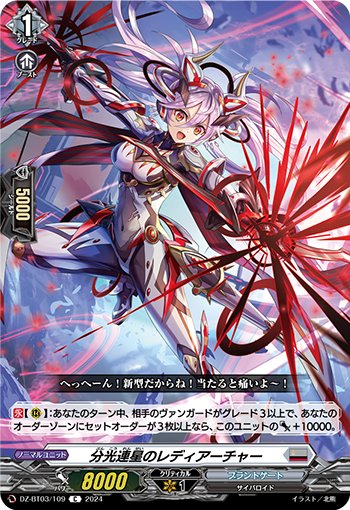 1
グレード
ブースト
5000
シールド
へっへーん！新型だからね！当たると痛いよ～！
永【R】：あなたのターン中、相手のヴァンガードがグレード３以上で、あなたの
オーダーゾーンにセットオーダーが３枚以上なら、このユニットの+10000。
ノーマルユニット
分光遣星のレディアーチャー
パワー 8000
クリティカル
1
ブラントゲート
サイバロイド
DZ-BT03/109 C 2024
イラスト/北熊